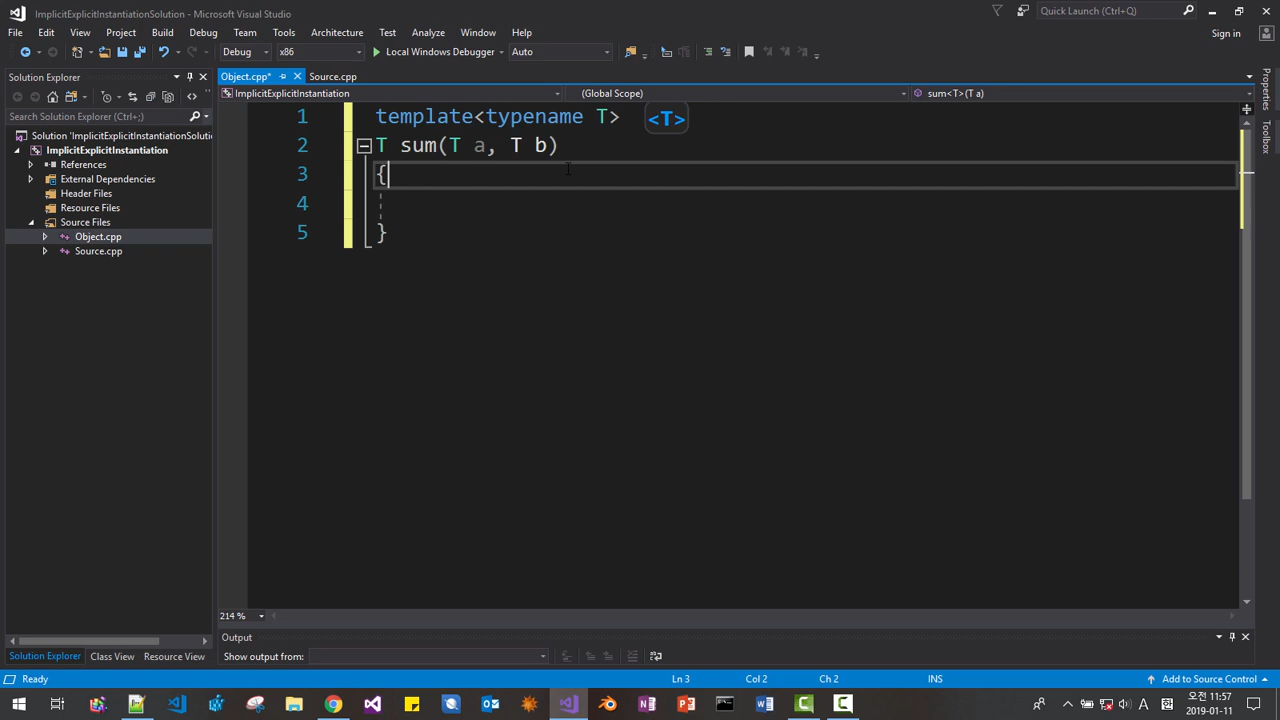 ImplicitExplicitInstantiationSolution - Microsoft Visual Studio
Quick Launch (Ctrl+Q)
File Edit View Project Build Debug Team Tools Architecture Test Analyze Window Help
Sign in
Debug x86 Local Windows Debugger Auto
Solution Explorer
Object.cpp* Source.cpp
ImplicitExplicitInstantiation (Global Scope) sum<T>(T a)
Search Solution Explorer (Ctrl+;)
Solution 'ImplicitExplicitInstantiationSolutio
ImplicitExplicitInstantiation
References
External Dependencies
Header Files
Resource Files
Source Files
Object.cpp
Source.cpp
1 template<typename T> <T>
2 T sum(T a, T b)
3 {
4
5 }
Properties
Toolbox
214 %
Output
Show output from:
Solution Explorer Class View Resource View
Ready Ln 3 Col 2 Ch 2 INS Add to Source Control
오전 11:57
2019-01-11